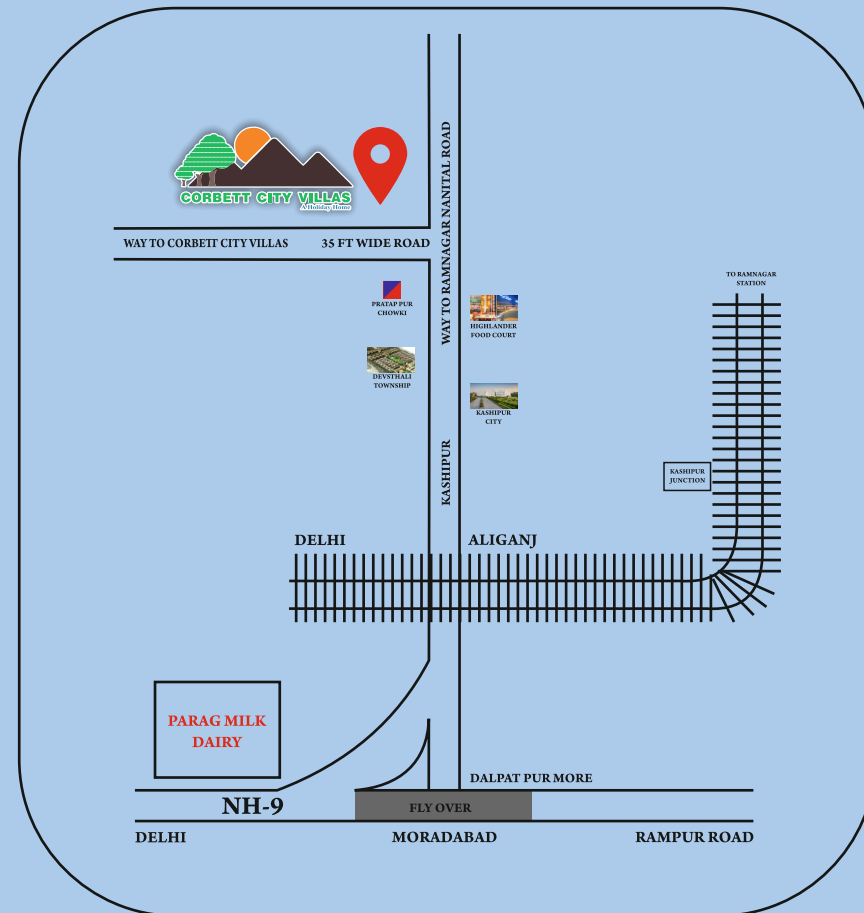 CORBETT CITY VILLAS
A Holiday Home
WAY TO RAMNAGAR NANITAL ROAD
WAY TO CORBETT CITY VILLAS
35 FT WIDE ROAD
PRATAP PUR
CHOWKI
HIGHLANDER
FOOD COURT
TO RAMNAGAR
STATION
DEVSTHALI
TOWNSHIP
KASHIPUR
CITY
KASHIPUR
KASHIPUR
JUNCTION
DELHI
ALIGANJ
PARAG MILK
DAIRY
DALPAT PUR MORE
NH-9
FLY OVER
DELHI
MORADABAD
RAMPUR ROAD